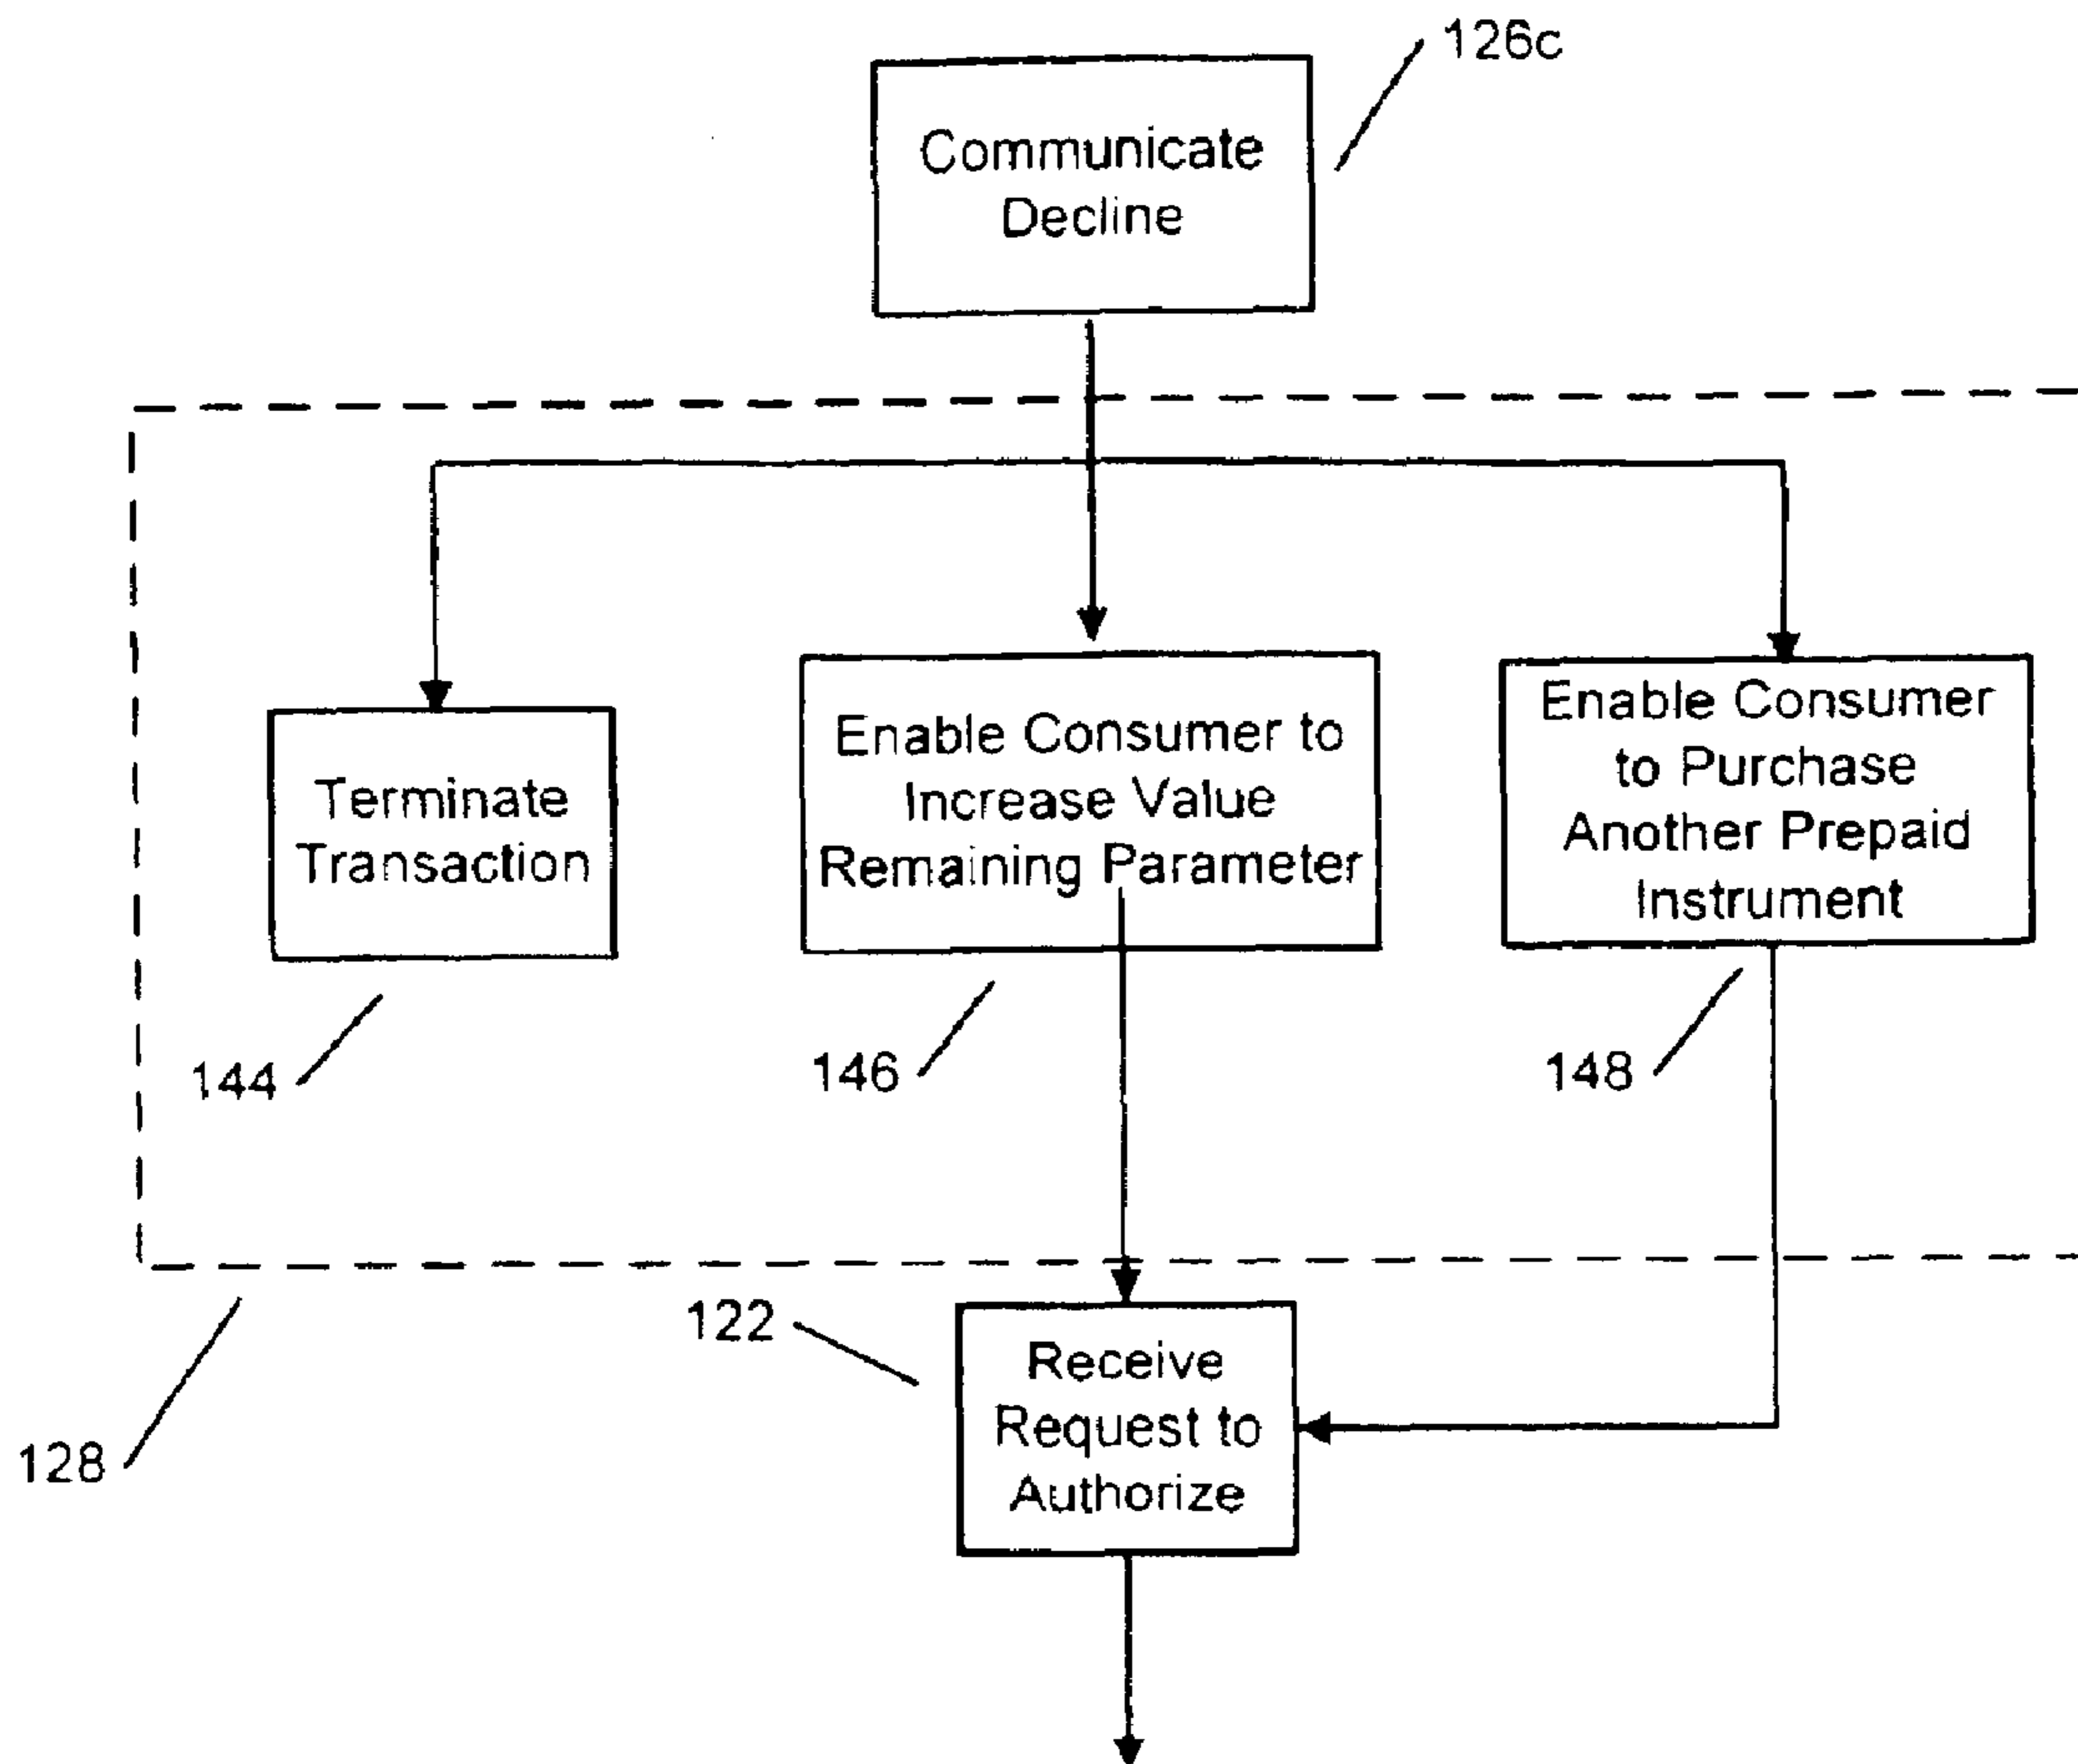 126c
Communicate
Decline
Terminate
Transaction
Enable Consumer to
Increase Value
Remaining Parameter
Enable Consumer
to Purchase
Another Prepaid
Instrument
144
146
148
122
Receive
Request to
Authorize
128